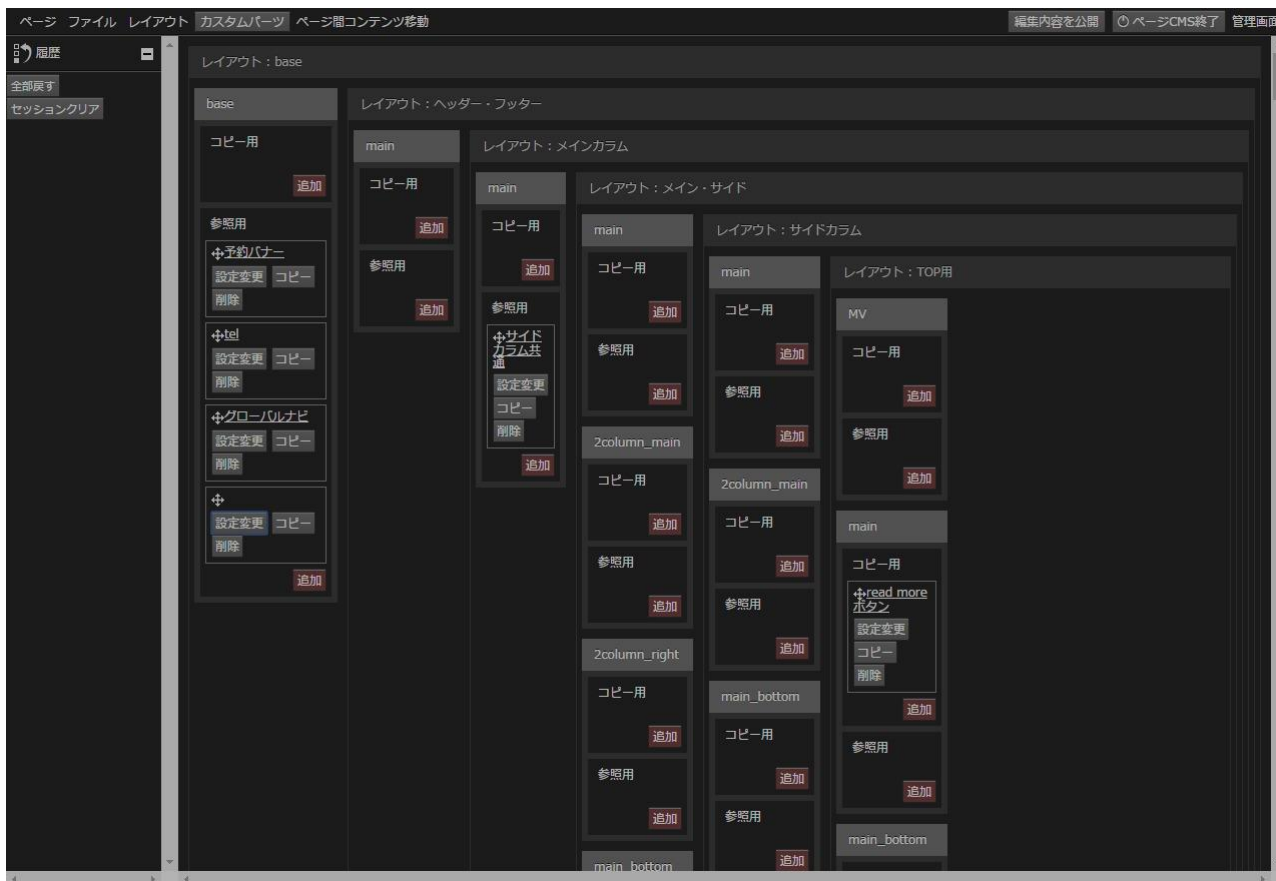 ページ ファイル レイアウト カスタムパーツ ページ間コンテンツ移動 編集内容を公開 ページCMS終了 管理画面
履歴
全部戻す
セッションクリア
レイアウト：base
base
コピー用
追加
参照用
予約バナー
設定変更 コピー
削除
tel
設定変更 コピー
削除
グローバルナビ
設定変更 コピー
削除
設定変更 コピー
削除
追加
レイアウト：ヘッダー・フッター
main
コピー用
追加
参照用
追加
レイアウト：メインカラム
main
コピー用
追加
参照用
サイド
カラム共
通
設定変更
コピー
削除
追加
レイアウト：メイン・サイド
main
コピー用
追加
参照用
追加
2column_main
コピー用
追加
参照用
追加
2column_right
コピー用
追加
参照用
追加
main_bottom
レイアウト：サイドカラム
main
コピー用
追加
参照用
追加
2column_main
コピー用
追加
参照用
追加
main_bottom
コピー用
追加
参照用
追加
レイアウト：TOP用
MV
コピー用
追加
参照用
追加
main
コピー用
read more
ボタン
設定変更
コピー
削除
追加
参照用
追加
main_bottom